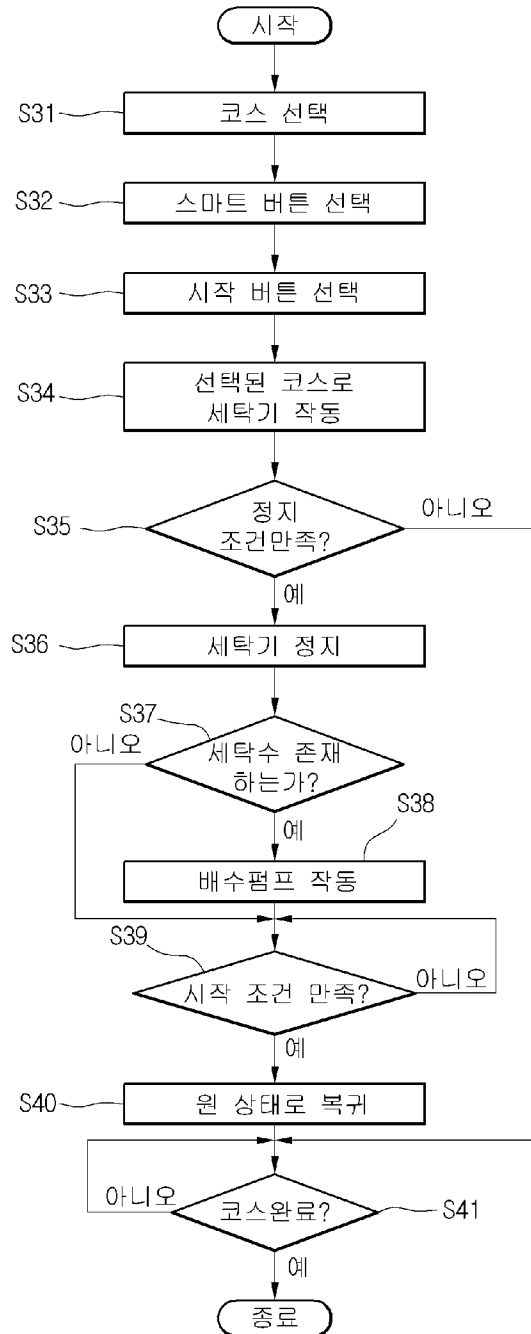 시작
S31
코스 선택
S32
스마트 버튼 선택
S33
시작 버튼 선택
S34
선택된 코스로
세탁기 작동
S35
정지
조건만족?
아니오
예
S36
세탁기 정지
S37
아니오
세탁수 존재
하는가?
예
S38
배수펌프 작동
S39
시작 조건 만족?
아니오
예
S40
원 상태로 복귀
아니오
코스완료?
S41
예
종료